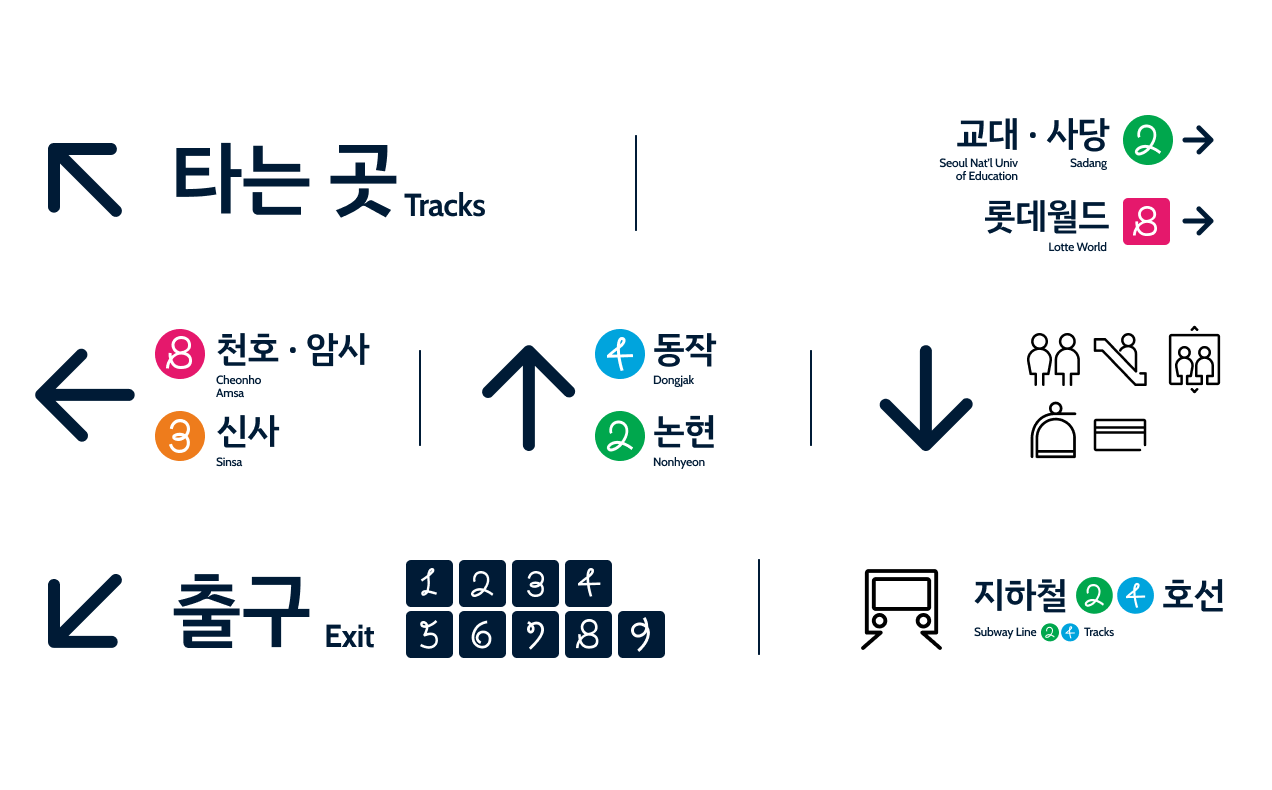 타는 곳 Tracks
교대 · 사당 2
Seoul Nat'l Univ of Education Sadang
롯데월드 8
Lotte World
8 천호 · 암사
Cheonho
Amsa
3 신사
Sinsa
4 동작
Dongjak
2 논현
Nonhyeon
출구 Exit
1 2 3 4
5 6 7 8 9
지하철 2 4 호선
Subway Line 2 4 Tracks